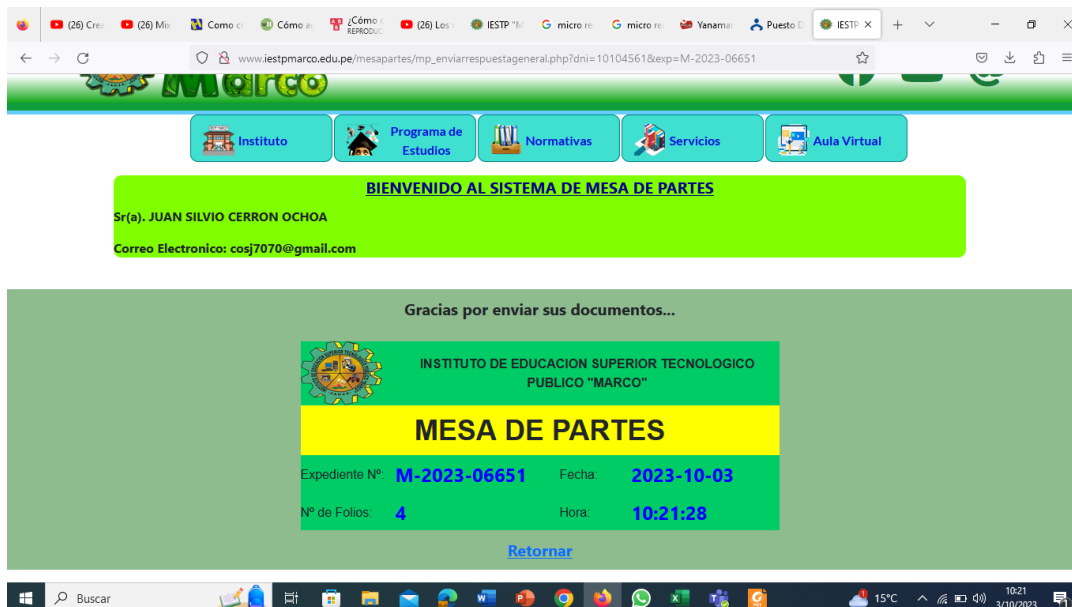 (26) Crea
(26) Mix
Como c
Cómo a
¿Cómo
REPRODUC
(26) Los
IESTP "M
micro re
micro re
Yanamar
Puesto D
IESTP
www.iestpmarco.edu.pe/mesapartes/mp_enviarrespuestageneral.php?dni=10104561&exp=M-2023-06651
Marco
Instituto
Programa de
Estudios
Normativas
Servicios
Aula Virtual
BIENVENIDO AL SISTEMA DE MESA DE PARTES
Sr(a). JUAN SILVIO CERRON OCHOA
Correo Electronico: cosj7070@gmail.com
Gracias por enviar sus documentos...
INSTITUTO DE EDUCACION SUPERIOR TECNOLOGICO
PUBLICO "MARCO"
MESA DE PARTES
Expediente Nº: M-2023-06651 Fecha: 2023-10-03
Nº de Folios: 4 Hora: 10:21:28
Retornar
Buscar
15°C
10:21
3/10/2023